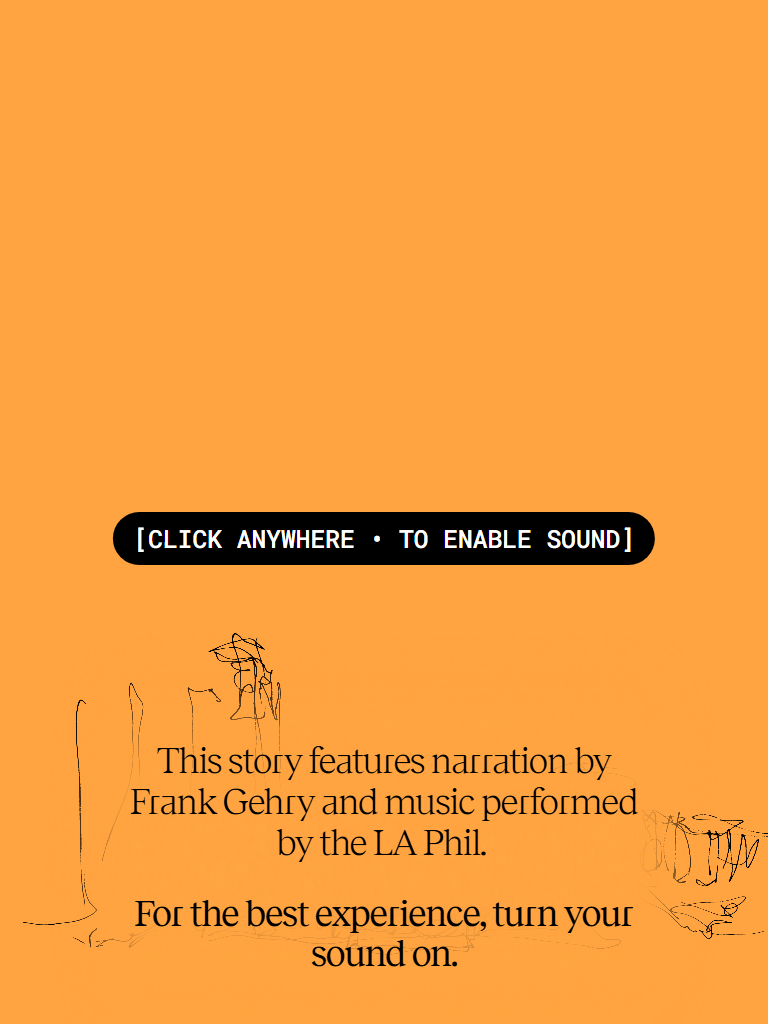 [CLICK ANYWHERE • TO ENABLE SOUND]
This story features narration by
Frank Gehry and music performed
by the LA Phil.
For the best experience, turn your
sound on.